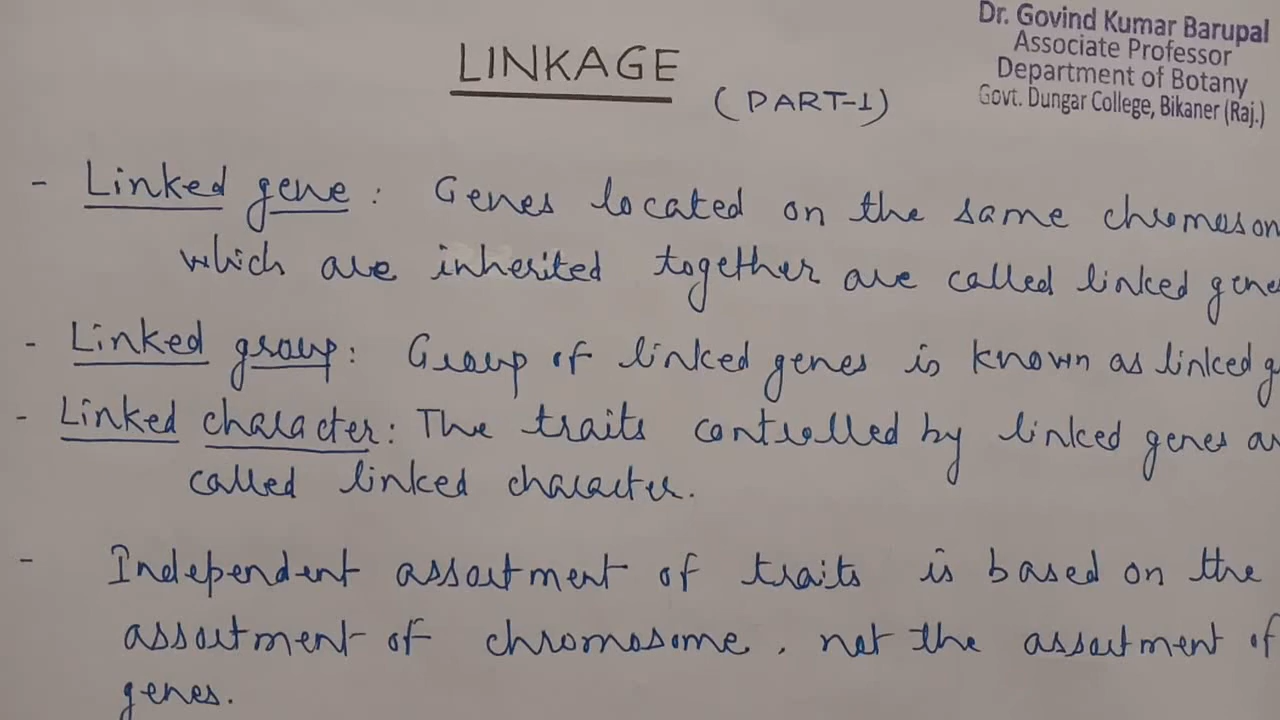 Dr. Govind Kumar Barupal
Associate Professor
Department of Botany
Govt. Dungar College, Bikaner (Raj.)
LINKAGE
(PART-1)
- Linked gene : Genes located on the same chromoson
which are inherited together are called linked gene
- Linked group : Group of linked genes is known as linked g
- Linked character : The traits controlled by linked genes ar
called linked character.
- Independent assortment of traits is based on the
assortment of chromosome, not the assortment of
genes.